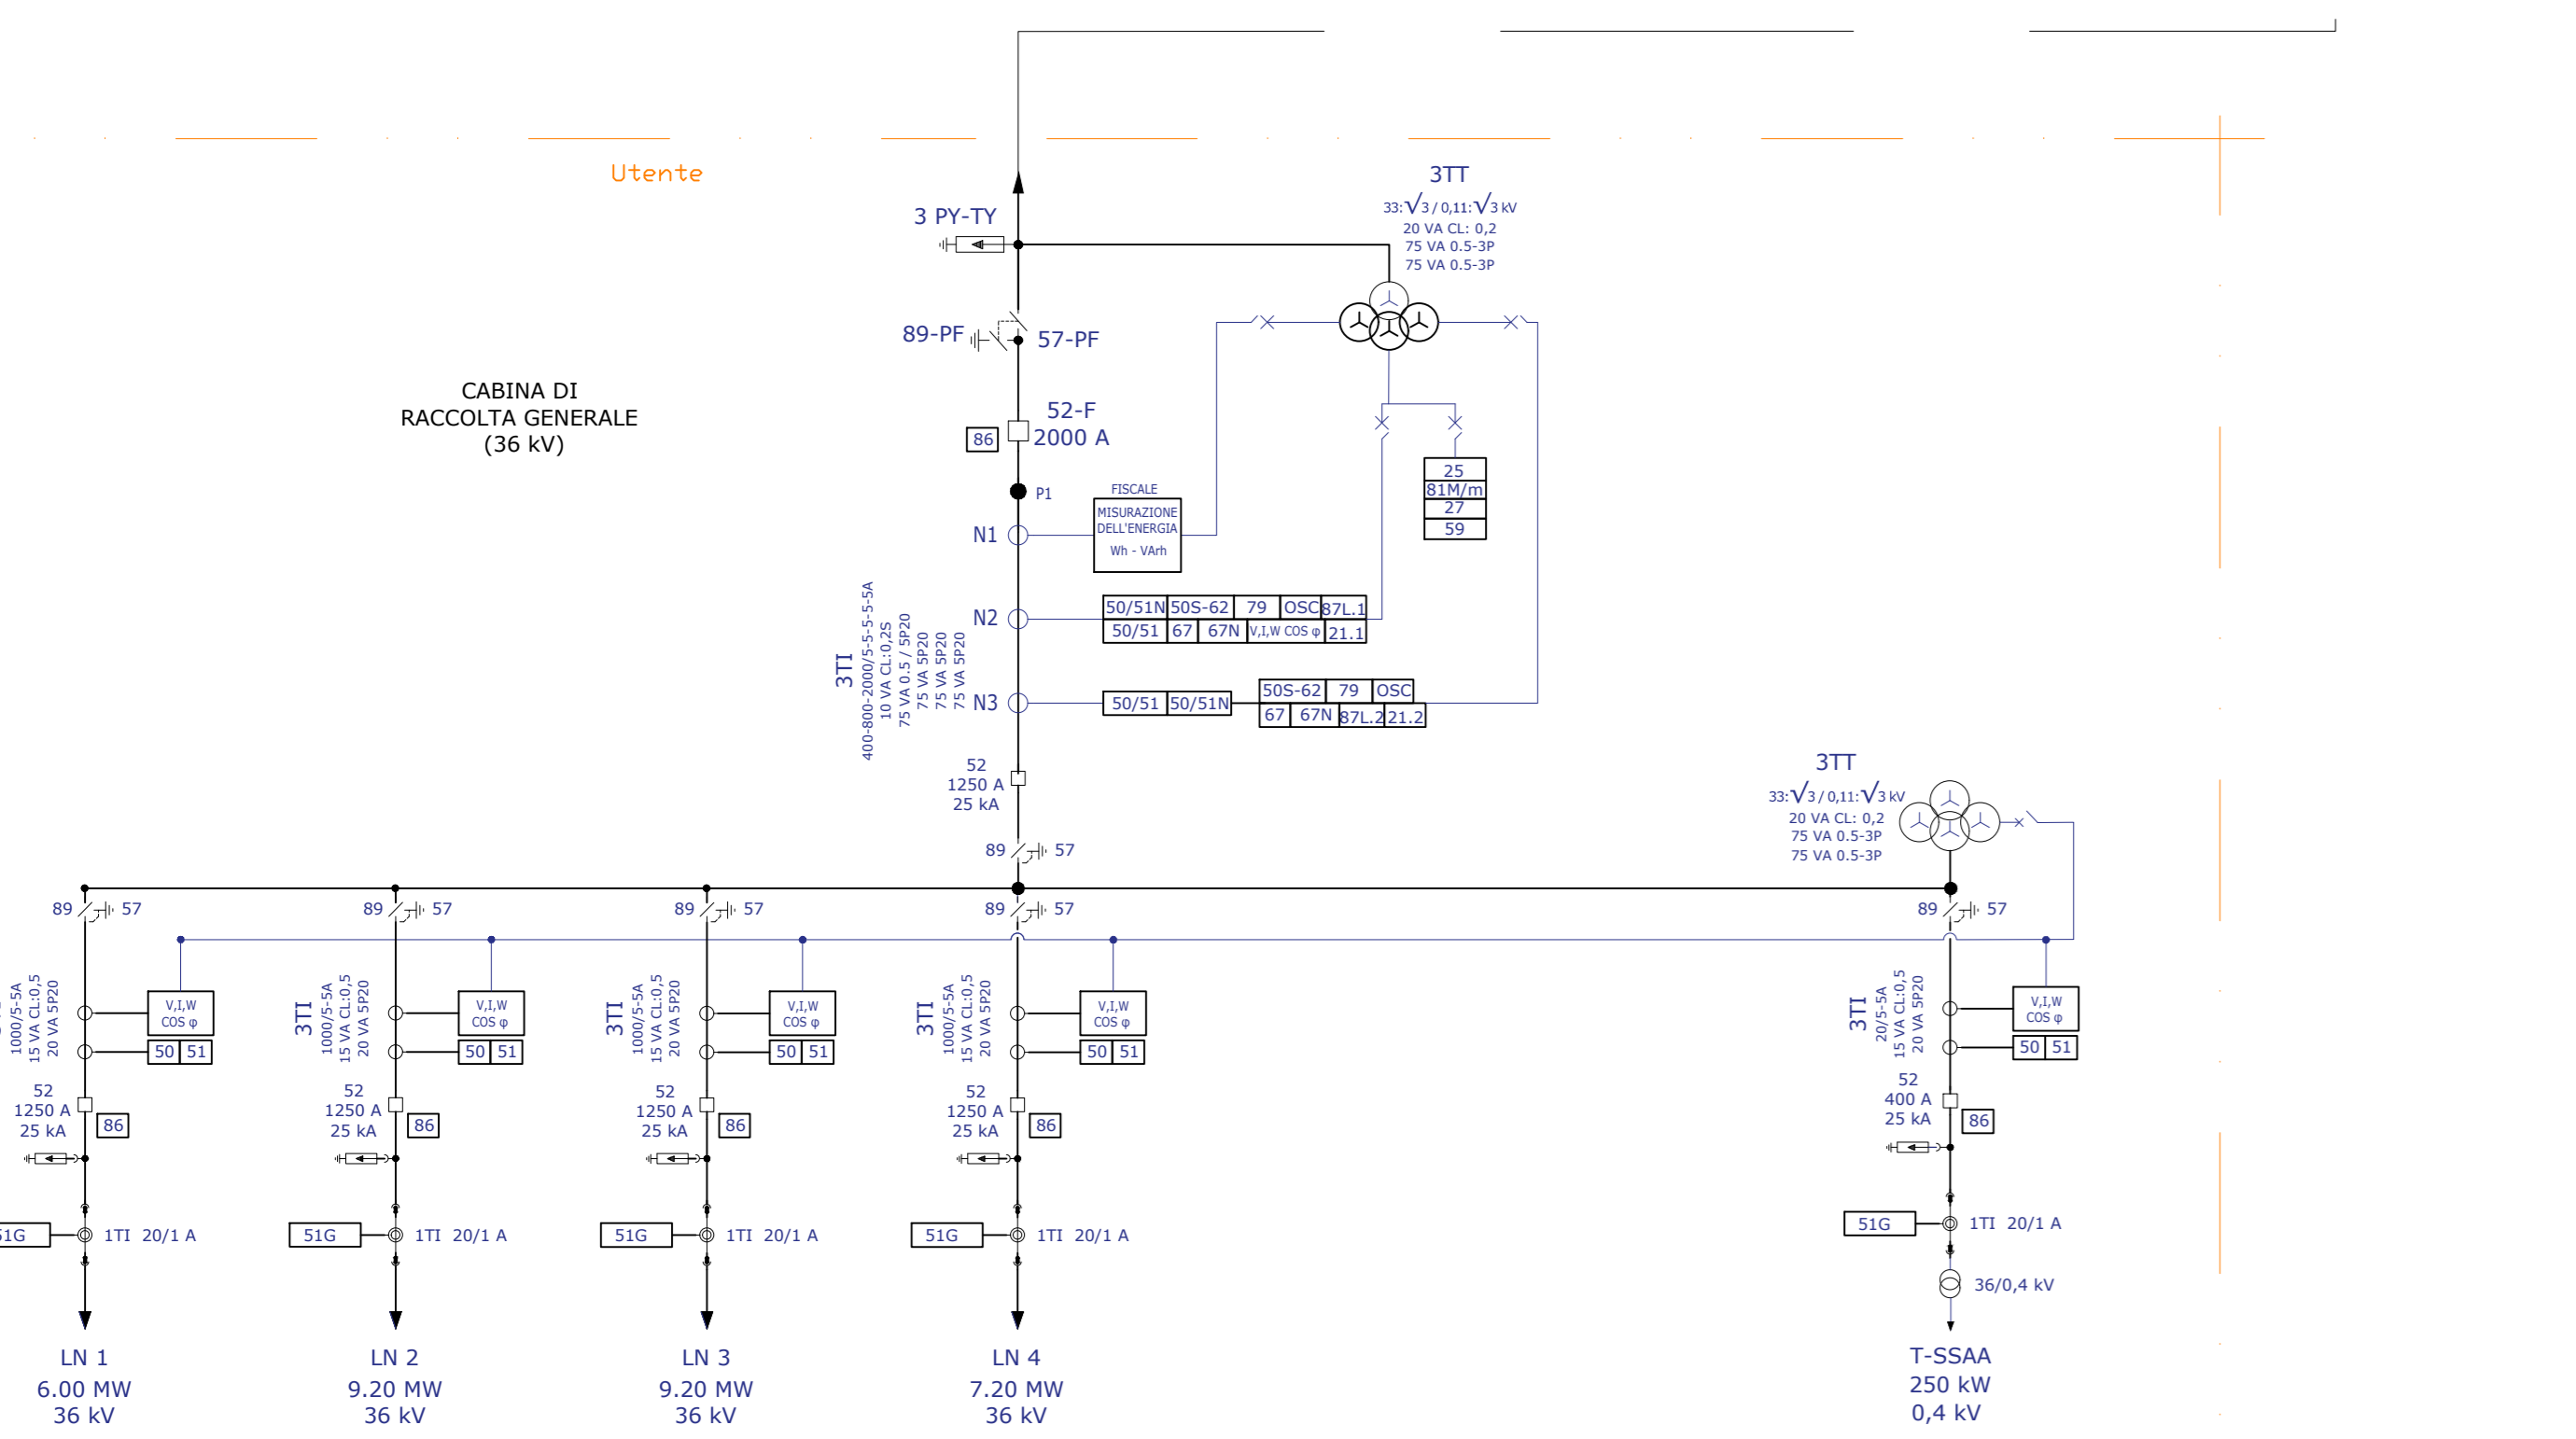 Utente
3TT
33:√3 / 0,11:√3 kV
20 VA CL: 0,2
75 VA 0.5-3P
75 VA 0.5-3P
3 PY-TY
89-PF
57-PF
CABINA DI
RACCOLTA GENERALE
(36 kV)
52-F
2000 A
86
P1
25
81M/m
27
59
FISCALE
MISURAZIONE
DELL'ENERGIA
Wh - VArh
N1
N2
50/51N 50S-62 79 OSC 87L.1
50/51 67 67N V,I,W COS φ 21.1
3TI
400-800-2000/5-5-5-5-5A
10 VA CL:0,2S
75 VA 0.5 / 5P20
75 VA 5P20
75 VA 5P20
75 VA 5P20
N3
50/51 50/51N
50S-62 79 OSC
67 67N 87L.2 21.2
52
1250 A
25 kA
89 57
3TT
33:√3 / 0,11:√3 kV
20 VA CL: 0,2
75 VA 0.5-3P
75 VA 0.5-3P
89 57
89 57
89 57
89 57
89 57
1000/5-5A
15 VA CL:0,5
20 VA 5P20
V,I,W
COS φ
50 51
52
1250 A
25 kA
86
51G
1TI 20/1 A
LN 1
6.00 MW
36 kV
3TI
1000/5-5A
15 VA CL:0,5
20 VA 5P20
V,I,W
COS φ
50 51
52
1250 A
25 kA
86
51G
1TI 20/1 A
LN 2
9.20 MW
36 kV
3TI
1000/5-5A
15 VA CL:0,5
20 VA 5P20
V,I,W
COS φ
50 51
52
1250 A
25 kA
86
51G
1TI 20/1 A
LN 3
9.20 MW
36 kV
3TI
1000/5-5A
15 VA CL:0,5
20 VA 5P20
V,I,W
COS φ
50 51
52
1250 A
25 kA
86
51G
1TI 20/1 A
LN 4
7.20 MW
36 kV
3TI
20/5-5A
15 VA CL:0,5
20 VA 5P20
V,I,W
COS φ
50 51
52
400 A
25 kA
86
51G
1TI 20/1 A
36/0,4 kV
T-SSAA
250 kW
0,4 kV